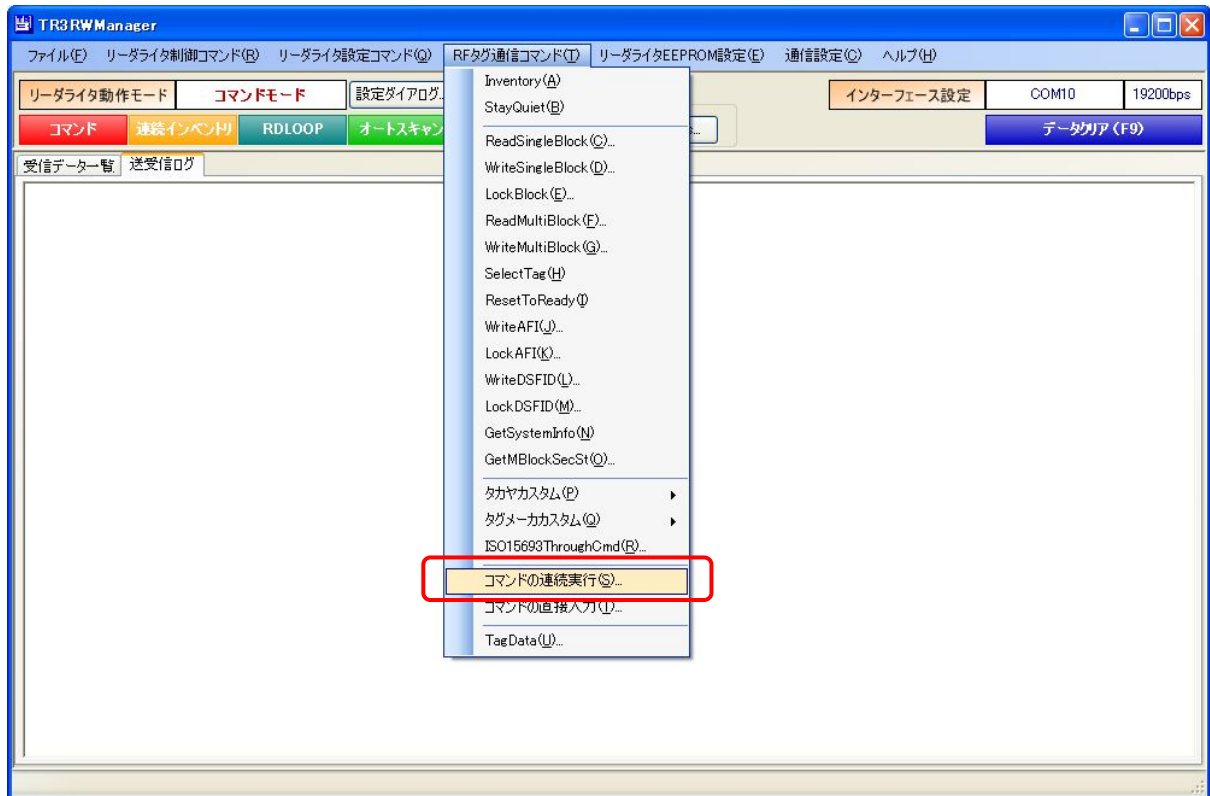 TR3RWManager
ファイル(F) リーダライタ制御コマンド(R) リーダライタ設定コマンド(Q) RFタグ通信コマンド(T) リーダライタEEPROM設定(E) 通信設定(C) ヘルプ(H)
リーダライタ動作モード コマンドモード 設定ダイアログ.. インターフェース設定 COM10 19200bps
コマンド 連続インベントリ RDLOOP オートスキャン データクリア(F9)
受信データ一覧 送受信ログ
Inventory(A)
StayQuiet(B)
ReadSingleBlock(C)...
WriteSingleBlock(D)...
LockBlock(E)...
ReadMultiBlock(F)...
WriteMultiBlock(G)...
SelectTag(H)
ResetToReady(I)
WriteAFI(J)...
LockAFI(K)...
WriteDSFID(L)...
LockDSFID(M)...
GetSystemInfo(N)
GetMBlockSecSt(O)...
タカヤカスタム(P)
タグメーカカスタム(Q)
ISO15693ThroughCmd(R)...
コマンドの連続実行(S)...
コマンドの直接入力(T)...
TagData(U)...